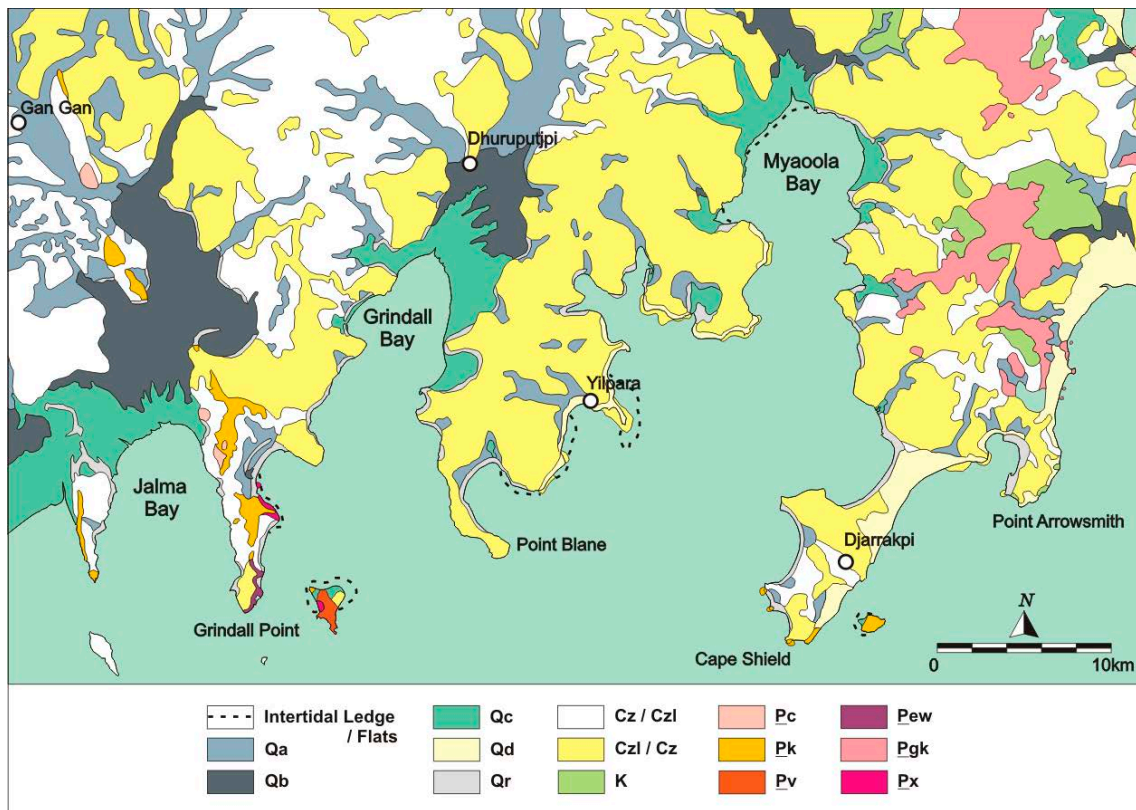 Gan Gan
Dhuruputjpi
Myaoola
Bay
Grindall
Bay
Yilpara
Jalma
Bay
Point Arrowsmith
Point Blane
Djarrakpi
Grindall Point
N
Cape Shield
0 10km
Intertidal Ledge
/ Flats
Qa
Qb
Qc
Qd
Qr
Cz / Czl
Czl / Cz
K
Pc
Pk
Pv
Pew
Pgk
Px